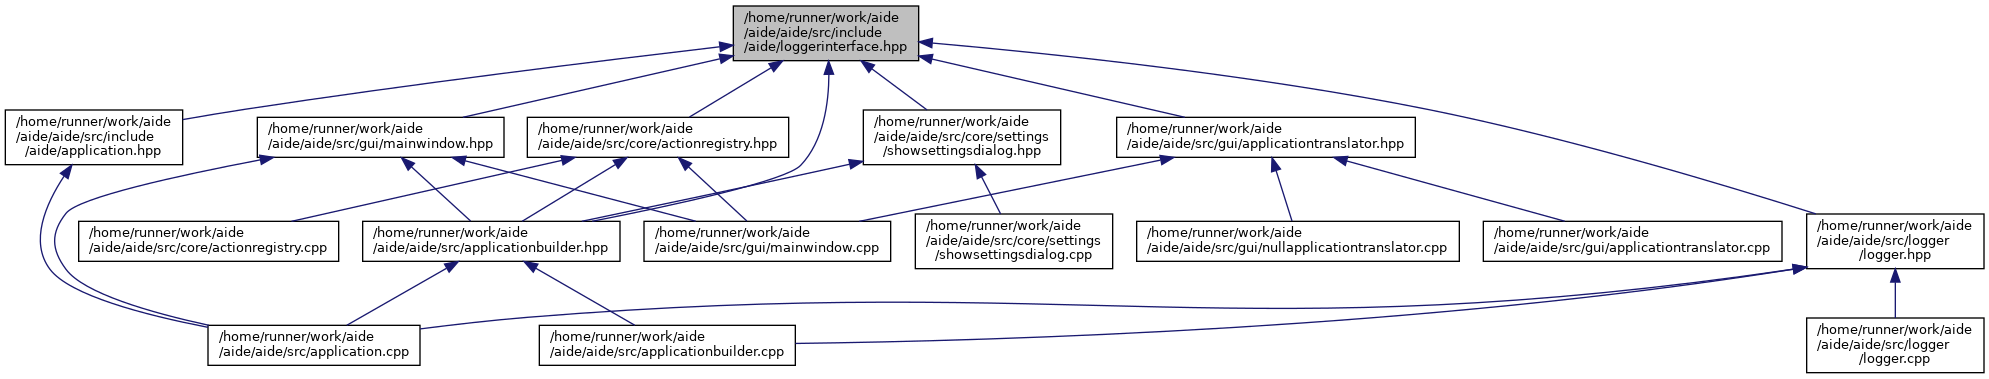 /home/runner/work/aide
/aide/aide/src/include
/aide/loggerinterface.hpp
/home/runner/work/aide
/aide/aide/src/include
/aide/application.hpp
/home/runner/work/aide
/aide/aide/src/gui/mainwindow.hpp
/home/runner/work/aide
/aide/aide/src/core/actionregistry.hpp
/home/runner/work/aide
/aide/aide/src/core/settings
/showsettingsdialog.hpp
/home/runner/work/aide
/aide/aide/src/gui/applicationtranslator.hpp
/home/runner/work/aide
/aide/aide/src/core/actionregistry.cpp
/home/runner/work/aide
/aide/aide/src/applicationbuilder.hpp
/home/runner/work/aide
/aide/aide/src/gui/mainwindow.cpp
/home/runner/work/aide
/aide/aide/src/core/settings
/showsettingsdialog.cpp
/home/runner/work/aide
/aide/aide/src/gui/nullapplicationtranslator.cpp
/home/runner/work/aide
/aide/aide/src/gui/applicationtranslator.cpp
/home/runner/work/aide
/aide/aide/src/logger
/logger.hpp
/home/runner/work/aide
/aide/aide/src/application.cpp
/home/runner/work/aide
/aide/aide/src/applicationbuilder.cpp
/home/runner/work/aide
/aide/aide/src/logger
/logger.cpp